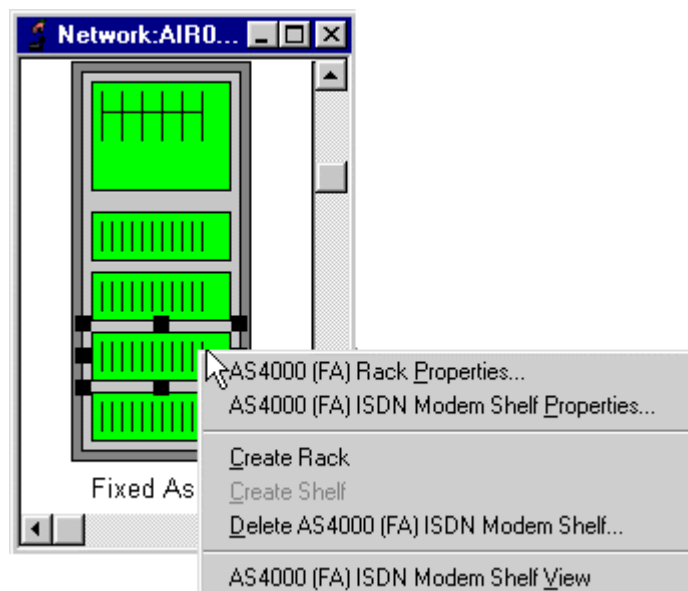 Network:AIR0...
AS4000 (FA) Rack Properties...
AS4000 (FA) ISDN Modem Shelf Properties...
Create Rack
Create Shelf
Delete AS4000 (FA) ISDN Modem Shelf...
AS4000 (FA) ISDN Modem Shelf View
Fixed As